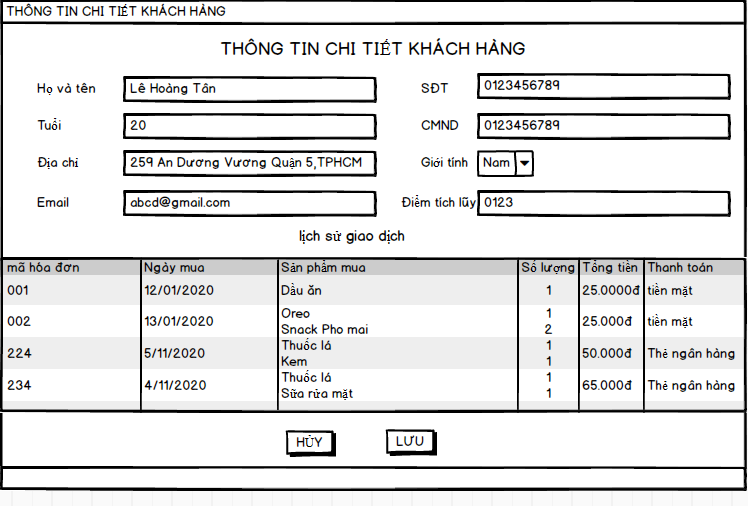 THÔNG TIN CHI TIẾT KHÁCH HÀNG
THÔNG TIN CHI TIẾT KHÁCH HÀNG
Họ và tên Lê Hoàng Tân SĐT 0123456789
Tuổi 20 CMND 0123456789
Địa chỉ 259 An Dương Vương Quận 5,TPHCM Giới tính Nam
Email abcd@gmail.com Điểm tích lũy 0123
lịch sử giao dịch
mã hóa đơn Ngày mua Sản phẩm mua Số lượng Tổng tiền Thanh toán
001 12/01/2020 Dầu ăn 1 25.0000đ tiền mặt
002 13/01/2020 Oreo 1 25.000đ tiền mặt
Snack Pho mai 2
224 5/11/2020 Thuốc lá 1 50.000đ Thẻ ngân hàng
Kem 1
234 4/11/2020 Thuốc lá 1 65.000đ Thẻ ngân hàng
Sữa rửa mặt 1
HỦY LƯU